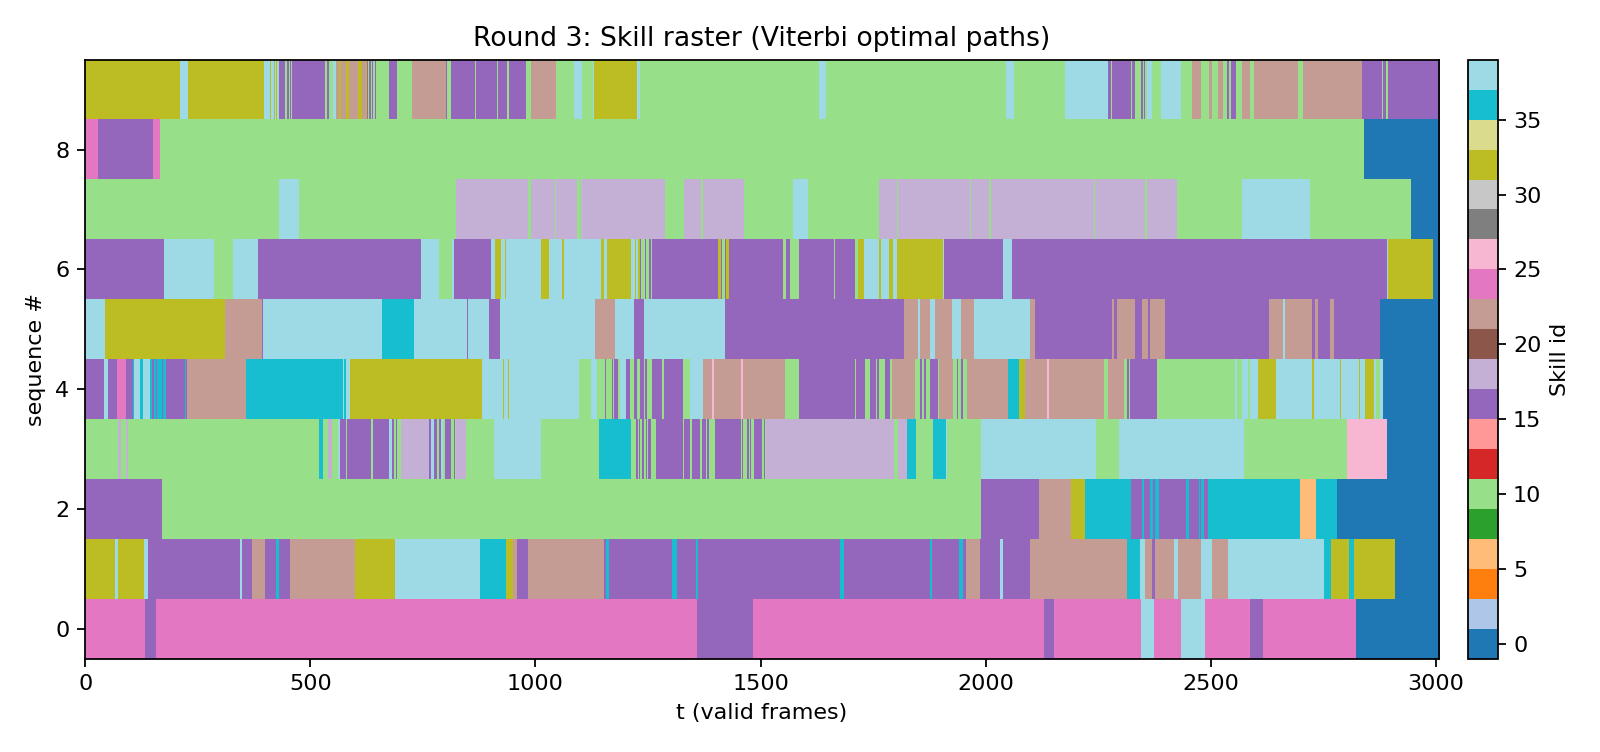 Round 3: Skill raster (Viterbi optimal paths)
sequence #
8
6
4
2
0
0 500 1000 1500 2000 2500 3000
t (valid frames)
35
30
25
20
15
10
5
0
Skill id